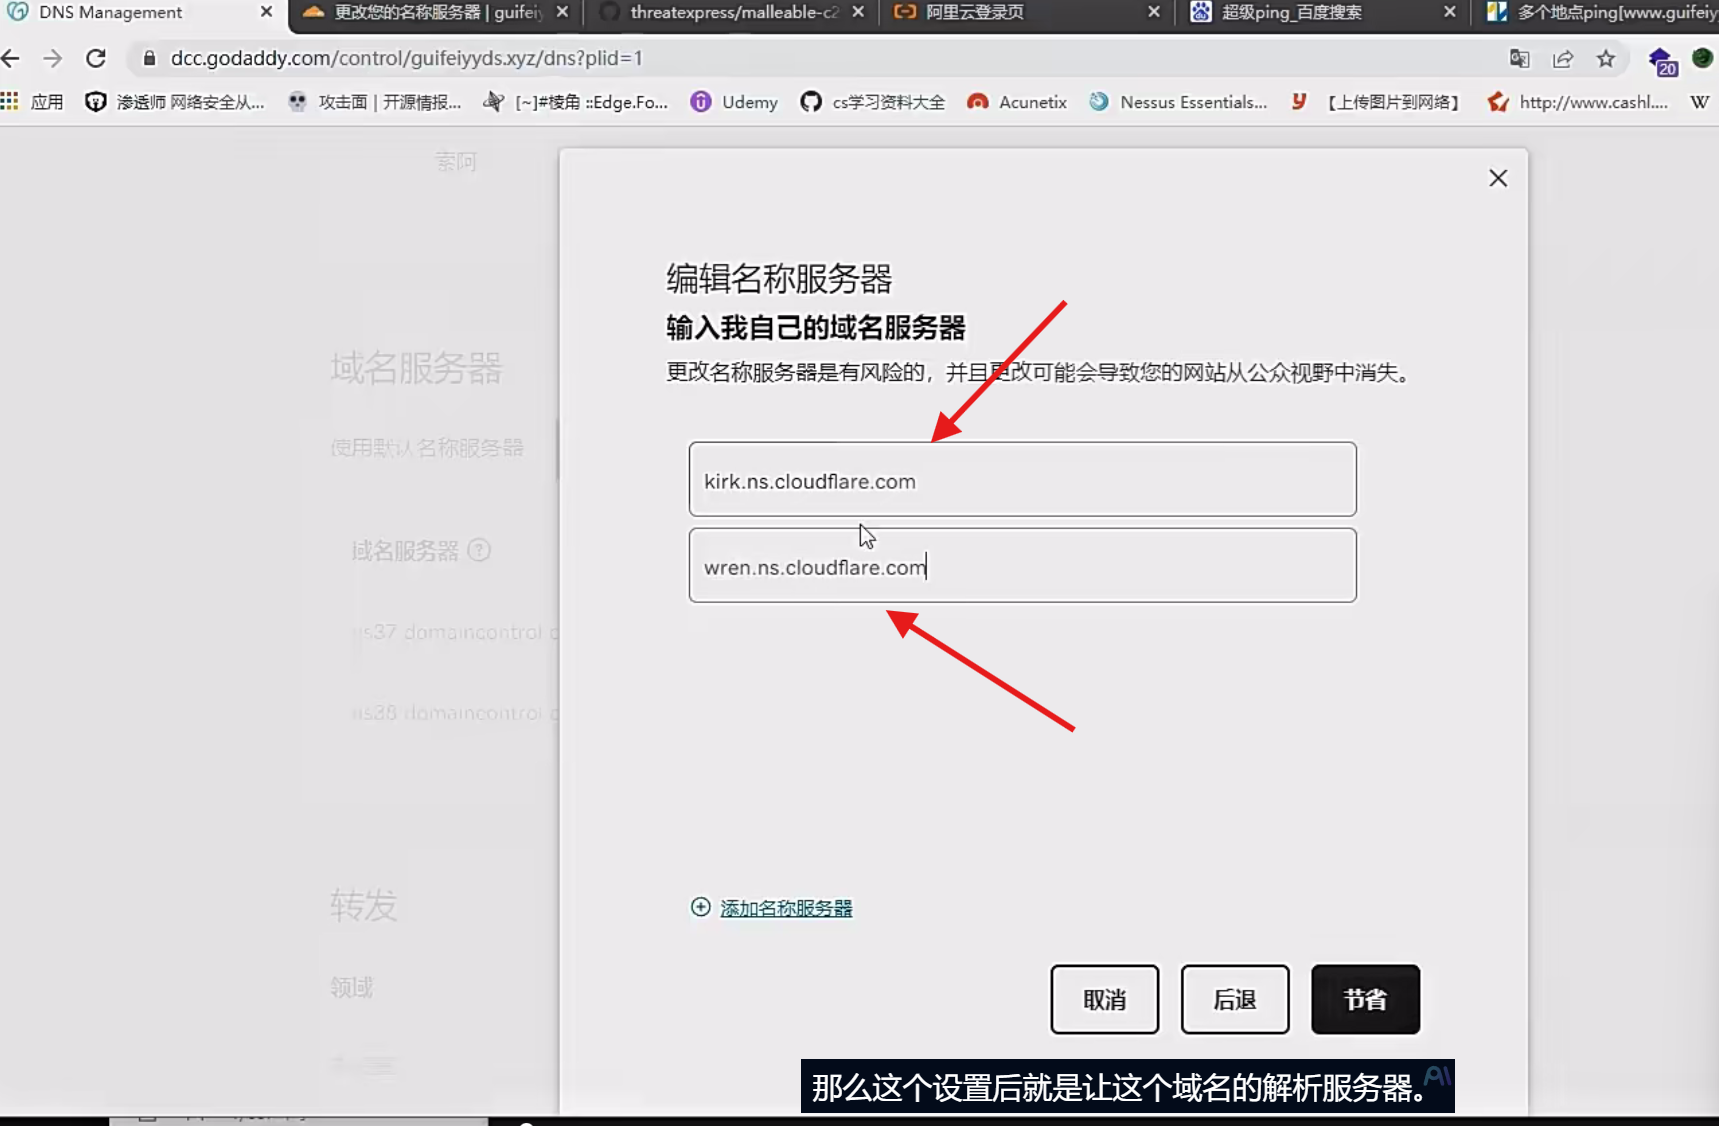 DNS Management
更改您的名称服务器 | guifei
threatexpress/malleable-c2
阿里云登录页
超级ping_百度搜索
多个地点ping[www.guifeiy
dcc.godaddy.com/control/guifeiyyds.xyz/dns?plid=1
20
应用
渗透师 网络安全从...
攻击面 | 开源情报...
[~]#棱角 ::Edge.Fo...
Udemy
cs学习资料大全
Acunetix
Nessus Essentials...
【上传图片到网络】
http://www.cashl....
W
索阿
编辑名称服务器
输入我自己的域名服务器
更改名称服务器是有风险的，并且更改可能会导致您的网站从公众视野中消失。
域名服务器
使用默认名称服务器
kirk.ns.cloudflare.com
域名服务器 ?
wren.ns.cloudflare.com
ns37.domaincontrol.c
ns38.domaincontrol.c
转发
添加名称服务器
领域
取消
后退
节省
那么这个设置后就是让这个域名的解析服务器。